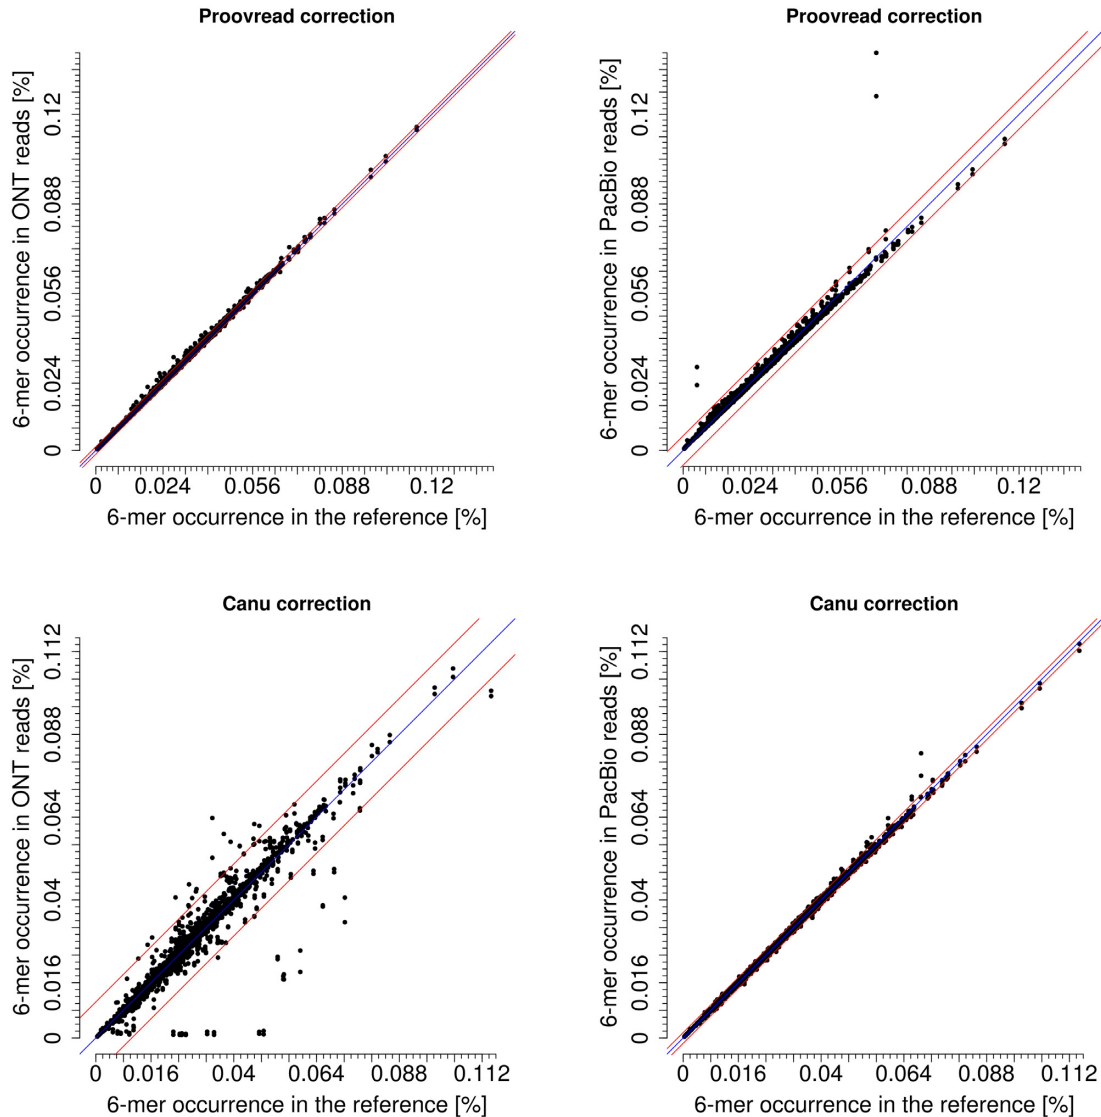 Proovread correction
6-mer occurrence in ONT reads [%]
0.12
0.088
0.056
0.024
0
0 0.024 0.056 0.088 0.12
6-mer occurrence in the reference [%]
Proovread correction
6-mer occurrence in PacBio reads [%]
0.12
0.088
0.056
0.024
0
0 0.024 0.056 0.088 0.12
6-mer occurrence in the reference [%]
Canu correction
6-mer occurrence in ONT reads [%]
0.112
0.088
0.064
0.04
0.016
0
0 0.016 0.04 0.064 0.088 0.112
6-mer occurrence in the reference [%]
Canu correction
6-mer occurrence in PacBio reads [%]
0.112
0.088
0.064
0.04
0.016
0
0 0.016 0.04 0.064 0.088 0.112
6-mer occurrence in the reference [%]